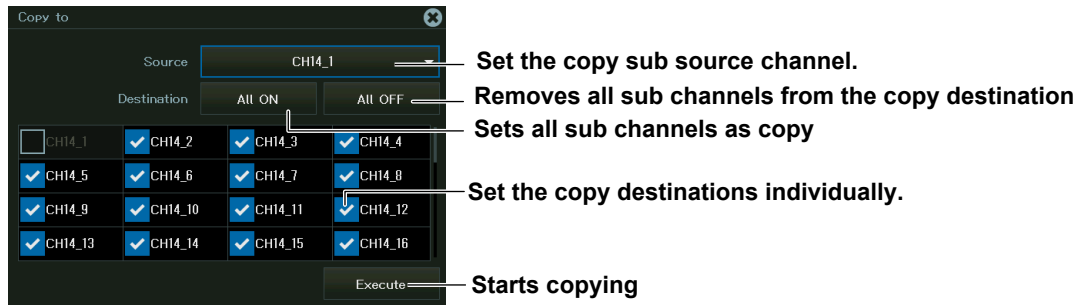 Copy to
Source CH14_1 Set the copy sub source channel.
Destination All ON All OFF Removes all sub channels from the copy destination
Sets all sub channels as copy
CH14_1 CH14_2 CH14_3 CH14_4
CH14_5 CH14_6 CH14_7 CH14_8
Set the copy destinations individually.
CH14_9 CH14_10 CH14_11 CH14_12
CH14_13 CH14_14 CH14_15 CH14_16
Execute Starts copying